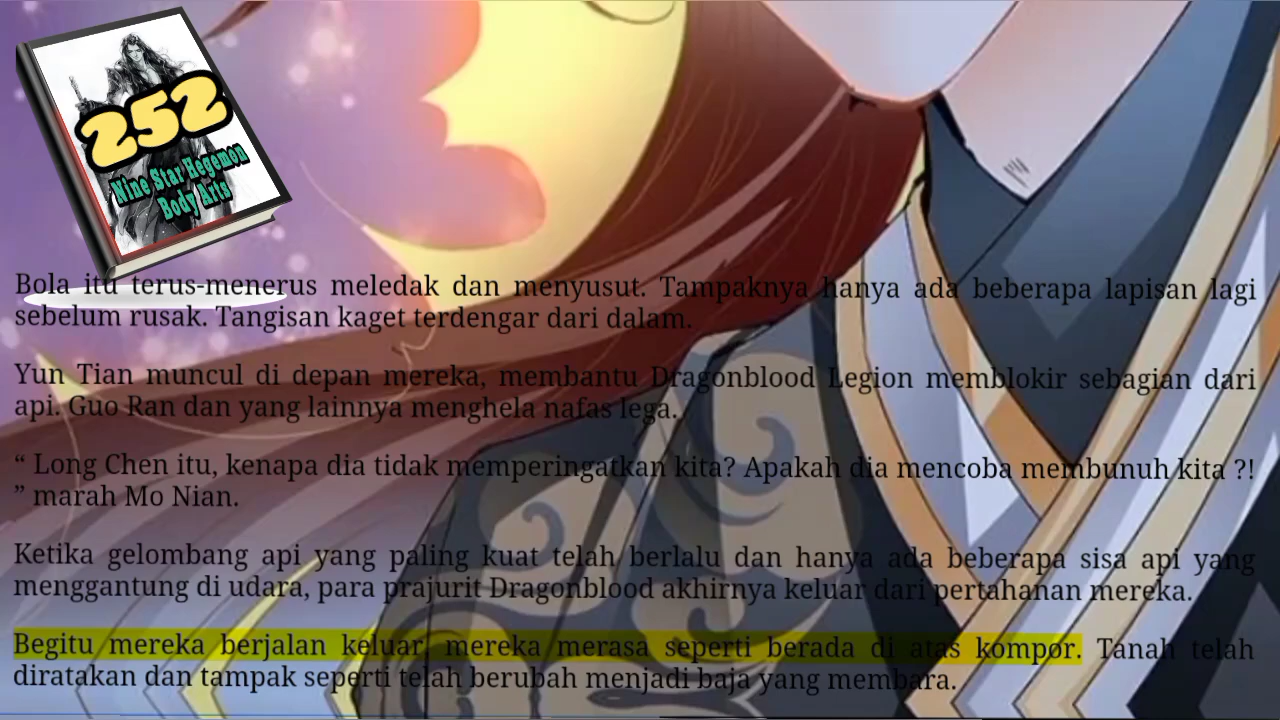 252
Nine Star Hegemon
Body Arts
Bola itu terus-menerus meledak dan menyusut. Tampaknya hanya ada beberapa lapisan lagi
sebelum rusak. Tangisan kaget terdengar dari dalam.
Yun Tian muncul di depan mereka, membantu Dragonblood Legion memblokir sebagian dari
api. Guo Ran dan yang lainnya menghela nafas lega.
“ Long Chen itu, kenapa dia tidak memperingatkan kita? Apakah dia mencoba membunuh kita ?!
” marah Mo Nian.
Ketika gelombang api yang paling kuat telah berlalu dan hanya ada beberapa sisa api yang
menggantung di udara, para prajurit Dragonblood akhirnya keluar dari pertahanan mereka.
Begitu mereka berjalan keluar, mereka merasa seperti berada di atas kompor. Tanah telah
diratakan dan tampak seperti telah berubah menjadi baja yang membara.